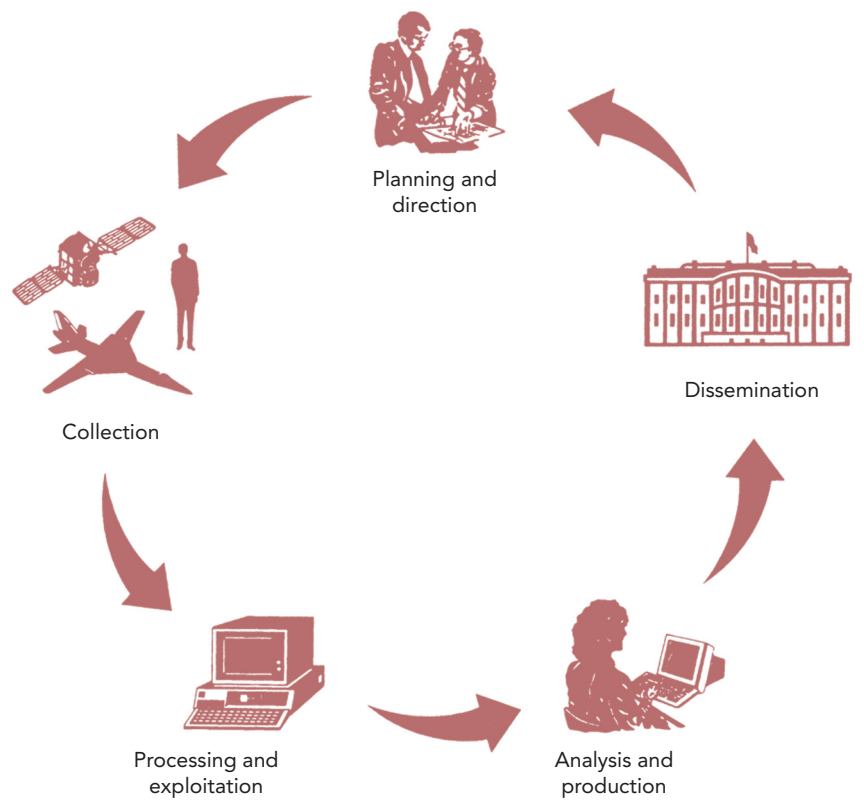 Planning and
direction
Collection
Processing and
exploitation
Analysis and
production
Dissemination